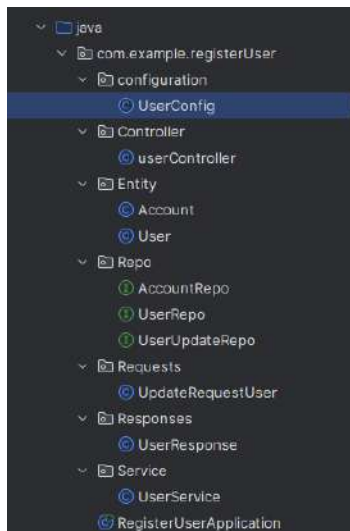 java
com.example.registerUser
configuration
UserConfig
Controller
userController
Entity
Account
User
Repo
AccountRepo
UserRepo
UserUpdateRepo
Requests
UpdateRequestUser
Responses
UserResponse
Service
UserService
RegisterUserApplication